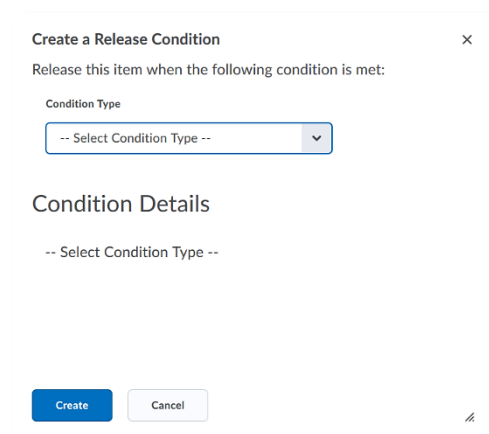 Create a Release Condition
Release this item when the following condition is met:
Condition Type
-- Select Condition Type --
Condition Details
-- Select Condition Type --
Create Cancel